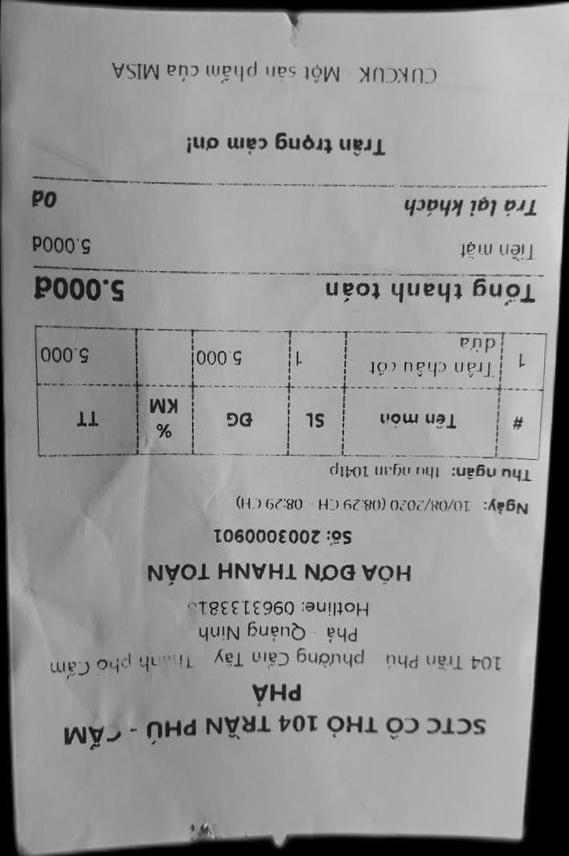 SCTC CÔ THỎ 104 TRẦN PHÚ - CẨM
PHẢ
104 Trần Phú phường Cẩm Tây Thành phố Cẩm
Phả - Quảng Ninh
Hotline: 096313381
HÓA ĐƠN THANH TOÁN
Số: 2003000901
Ngày: 10/08/2020 (08:29 CH - 08:29 CH)
Thu ngân: thu ngan 104tp
# Tên món SL ĐG % KM TT
1 Trân châu cốt dừa 1 5.000 5.000
Tổng thanh toán 5.000đ
Tiền mặt 5.000đ
Trả lại khách 0đ
Trân trọng cảm ơn!
CUKCUK - Một sản phẩm của MISA